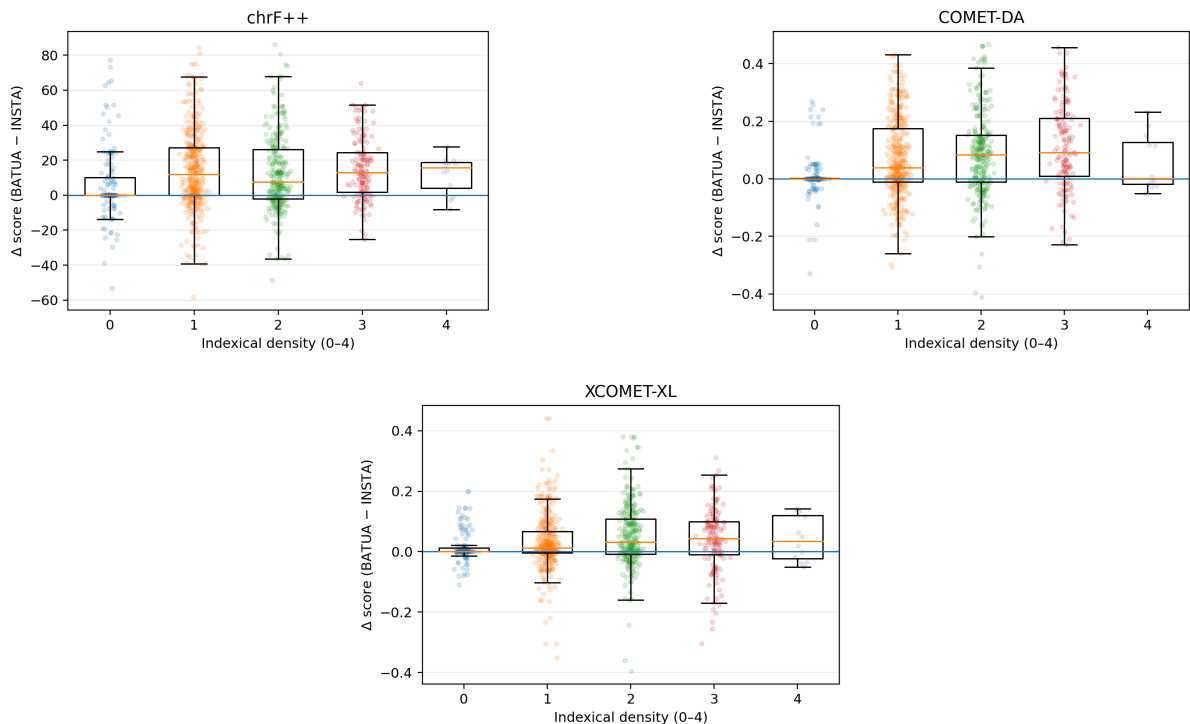 chrF++
Δ score (BATUA − INSTA)
80
60
40
20
0
−20
−40
−60
0 1 2 3 4
Indexical density (0–4)
COMET-DA
Δ score (BATUA − INSTA)
0.4
0.2
0.0
−0.2
−0.4
0 1 2 3 4
Indexical density (0–4)
XCOMET-XL
Δ score (BATUA − INSTA)
0.4
0.2
0.0
−0.2
−0.4
0 1 2 3 4
Indexical density (0–4)